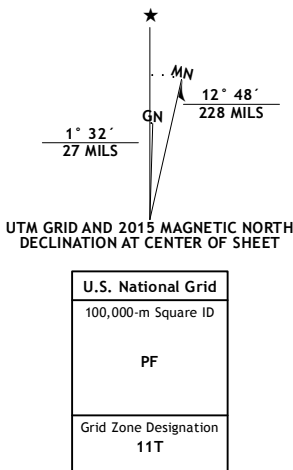 ★
MN
GN
12° 48´
228 MILS
1° 32´
27 MILS
UTM GRID AND 2015 MAGNETIC NORTH
DECLINATION AT CENTER OF SHEET
U.S. National Grid
100,000-m Square ID
PF
Grid Zone Designation
11T